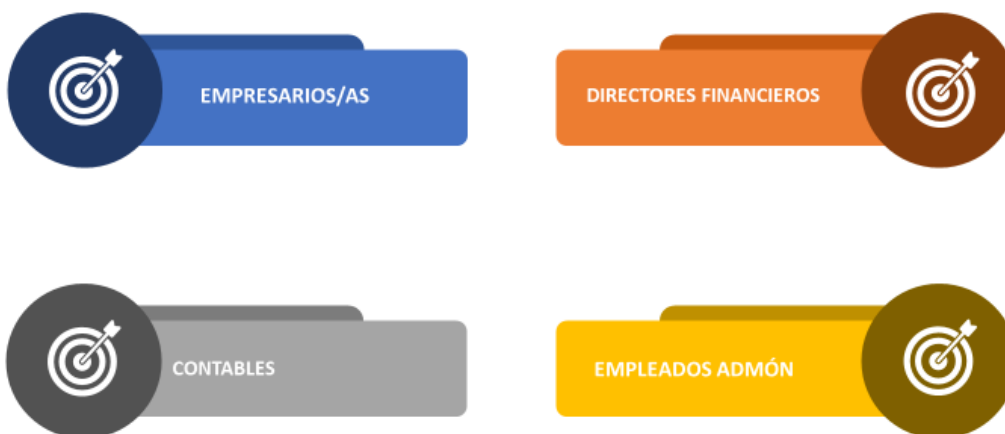 EMPRESARIOS/AS
DIRECTORES FINANCIEROS
CONTABLES
EMPLEADOS ADMÓN